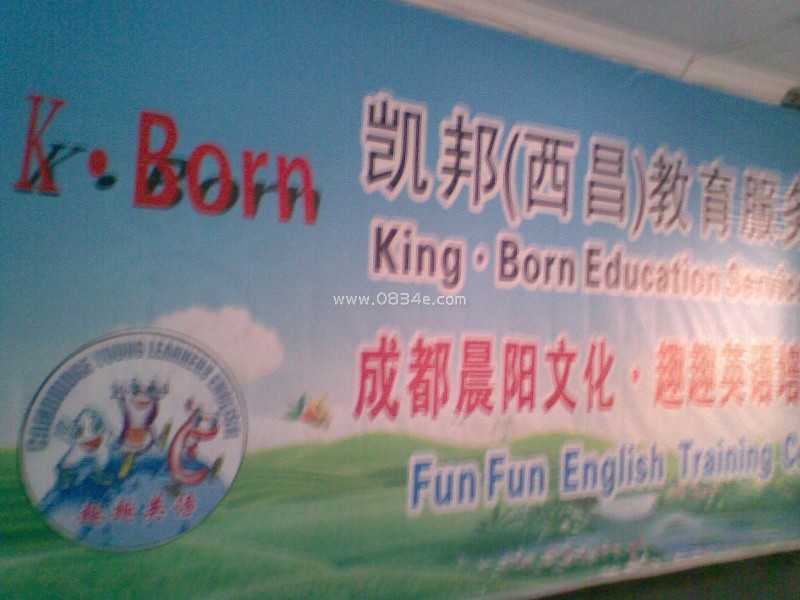 K·Born
凯邦(西昌)教育服务
King·Born Education Service
www.0834e.com
成都晨阳文化·趣趣英语培
Fun Fun English Training C
CAMBRIDGE YOUNG LEARNERS ENGLISH
趣趣英语